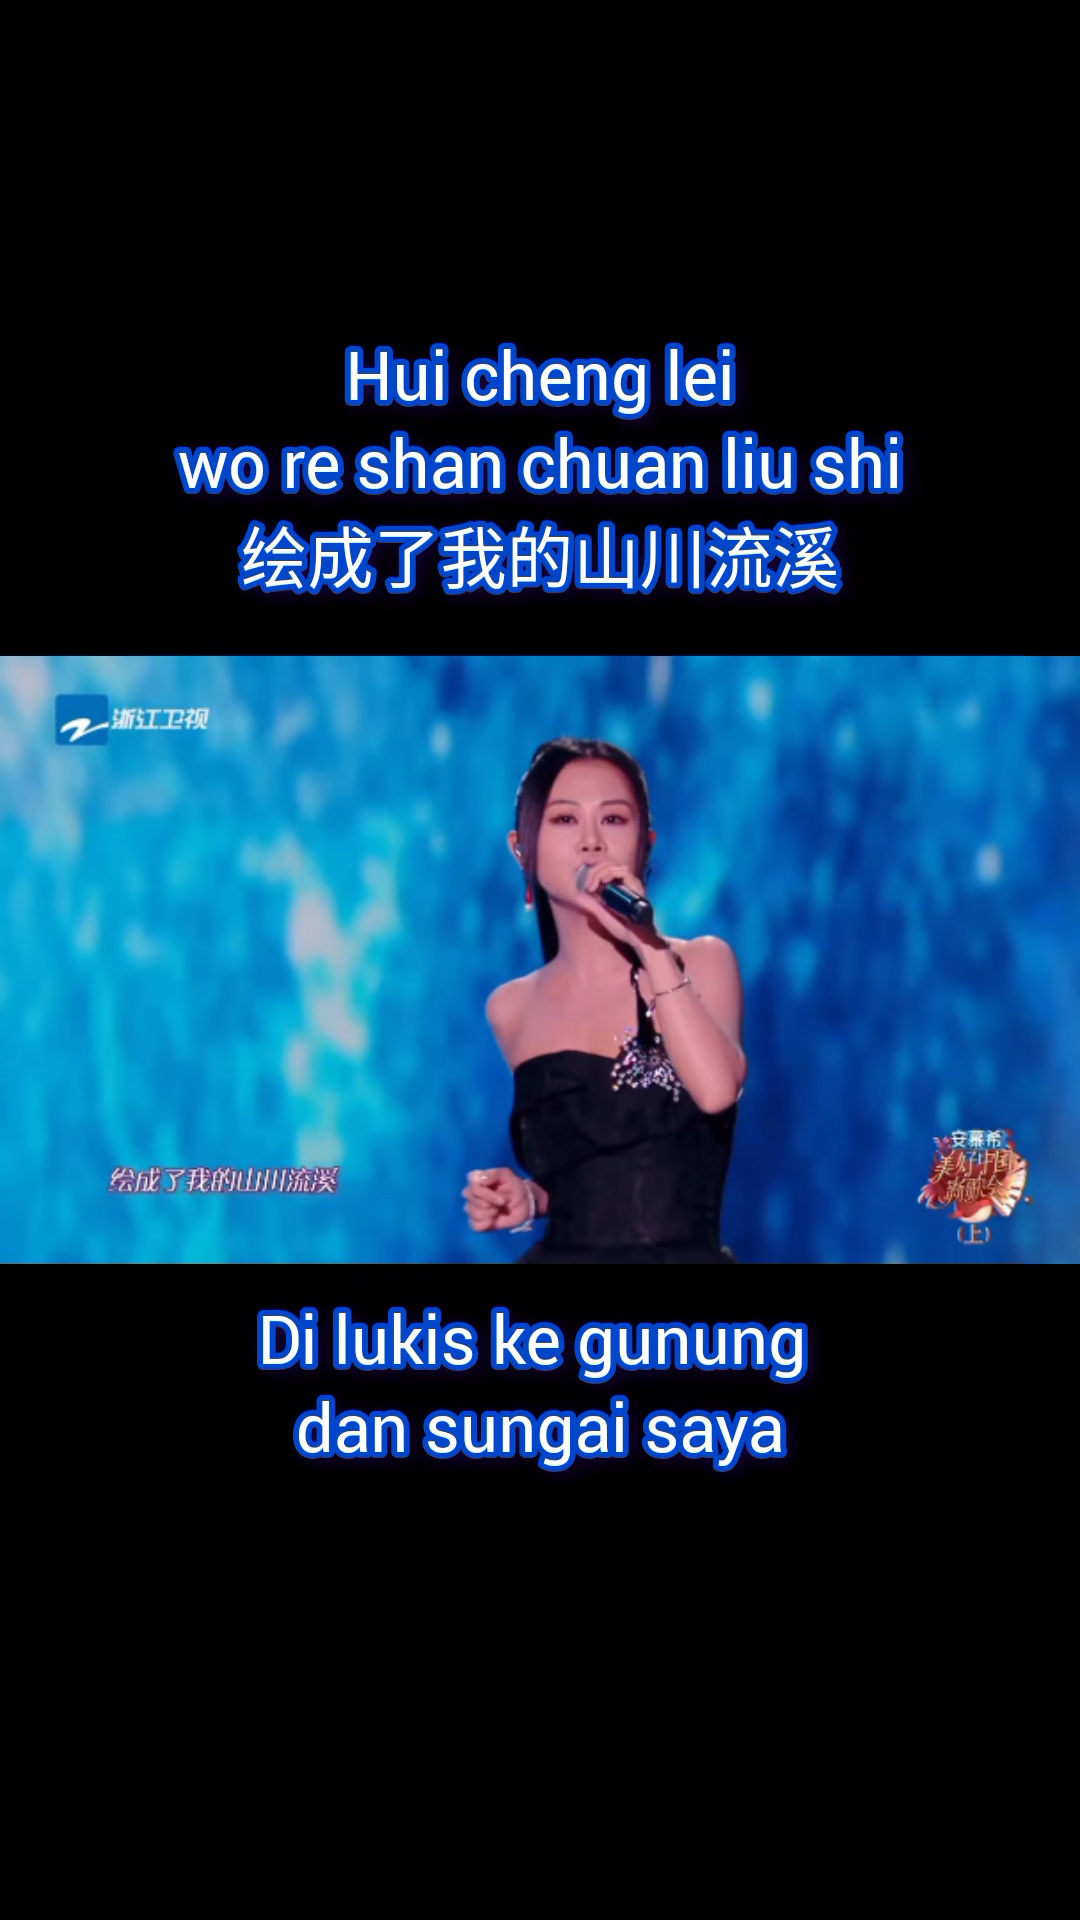 Hui cheng lei
wo re shan chuan liu shi
绘成了我的山川流溪
浙江卫视
绘成了我的山川流溪
安慕希
美好中国
新歌会
(上)
Di lukis ke gunung
dan sungai saya